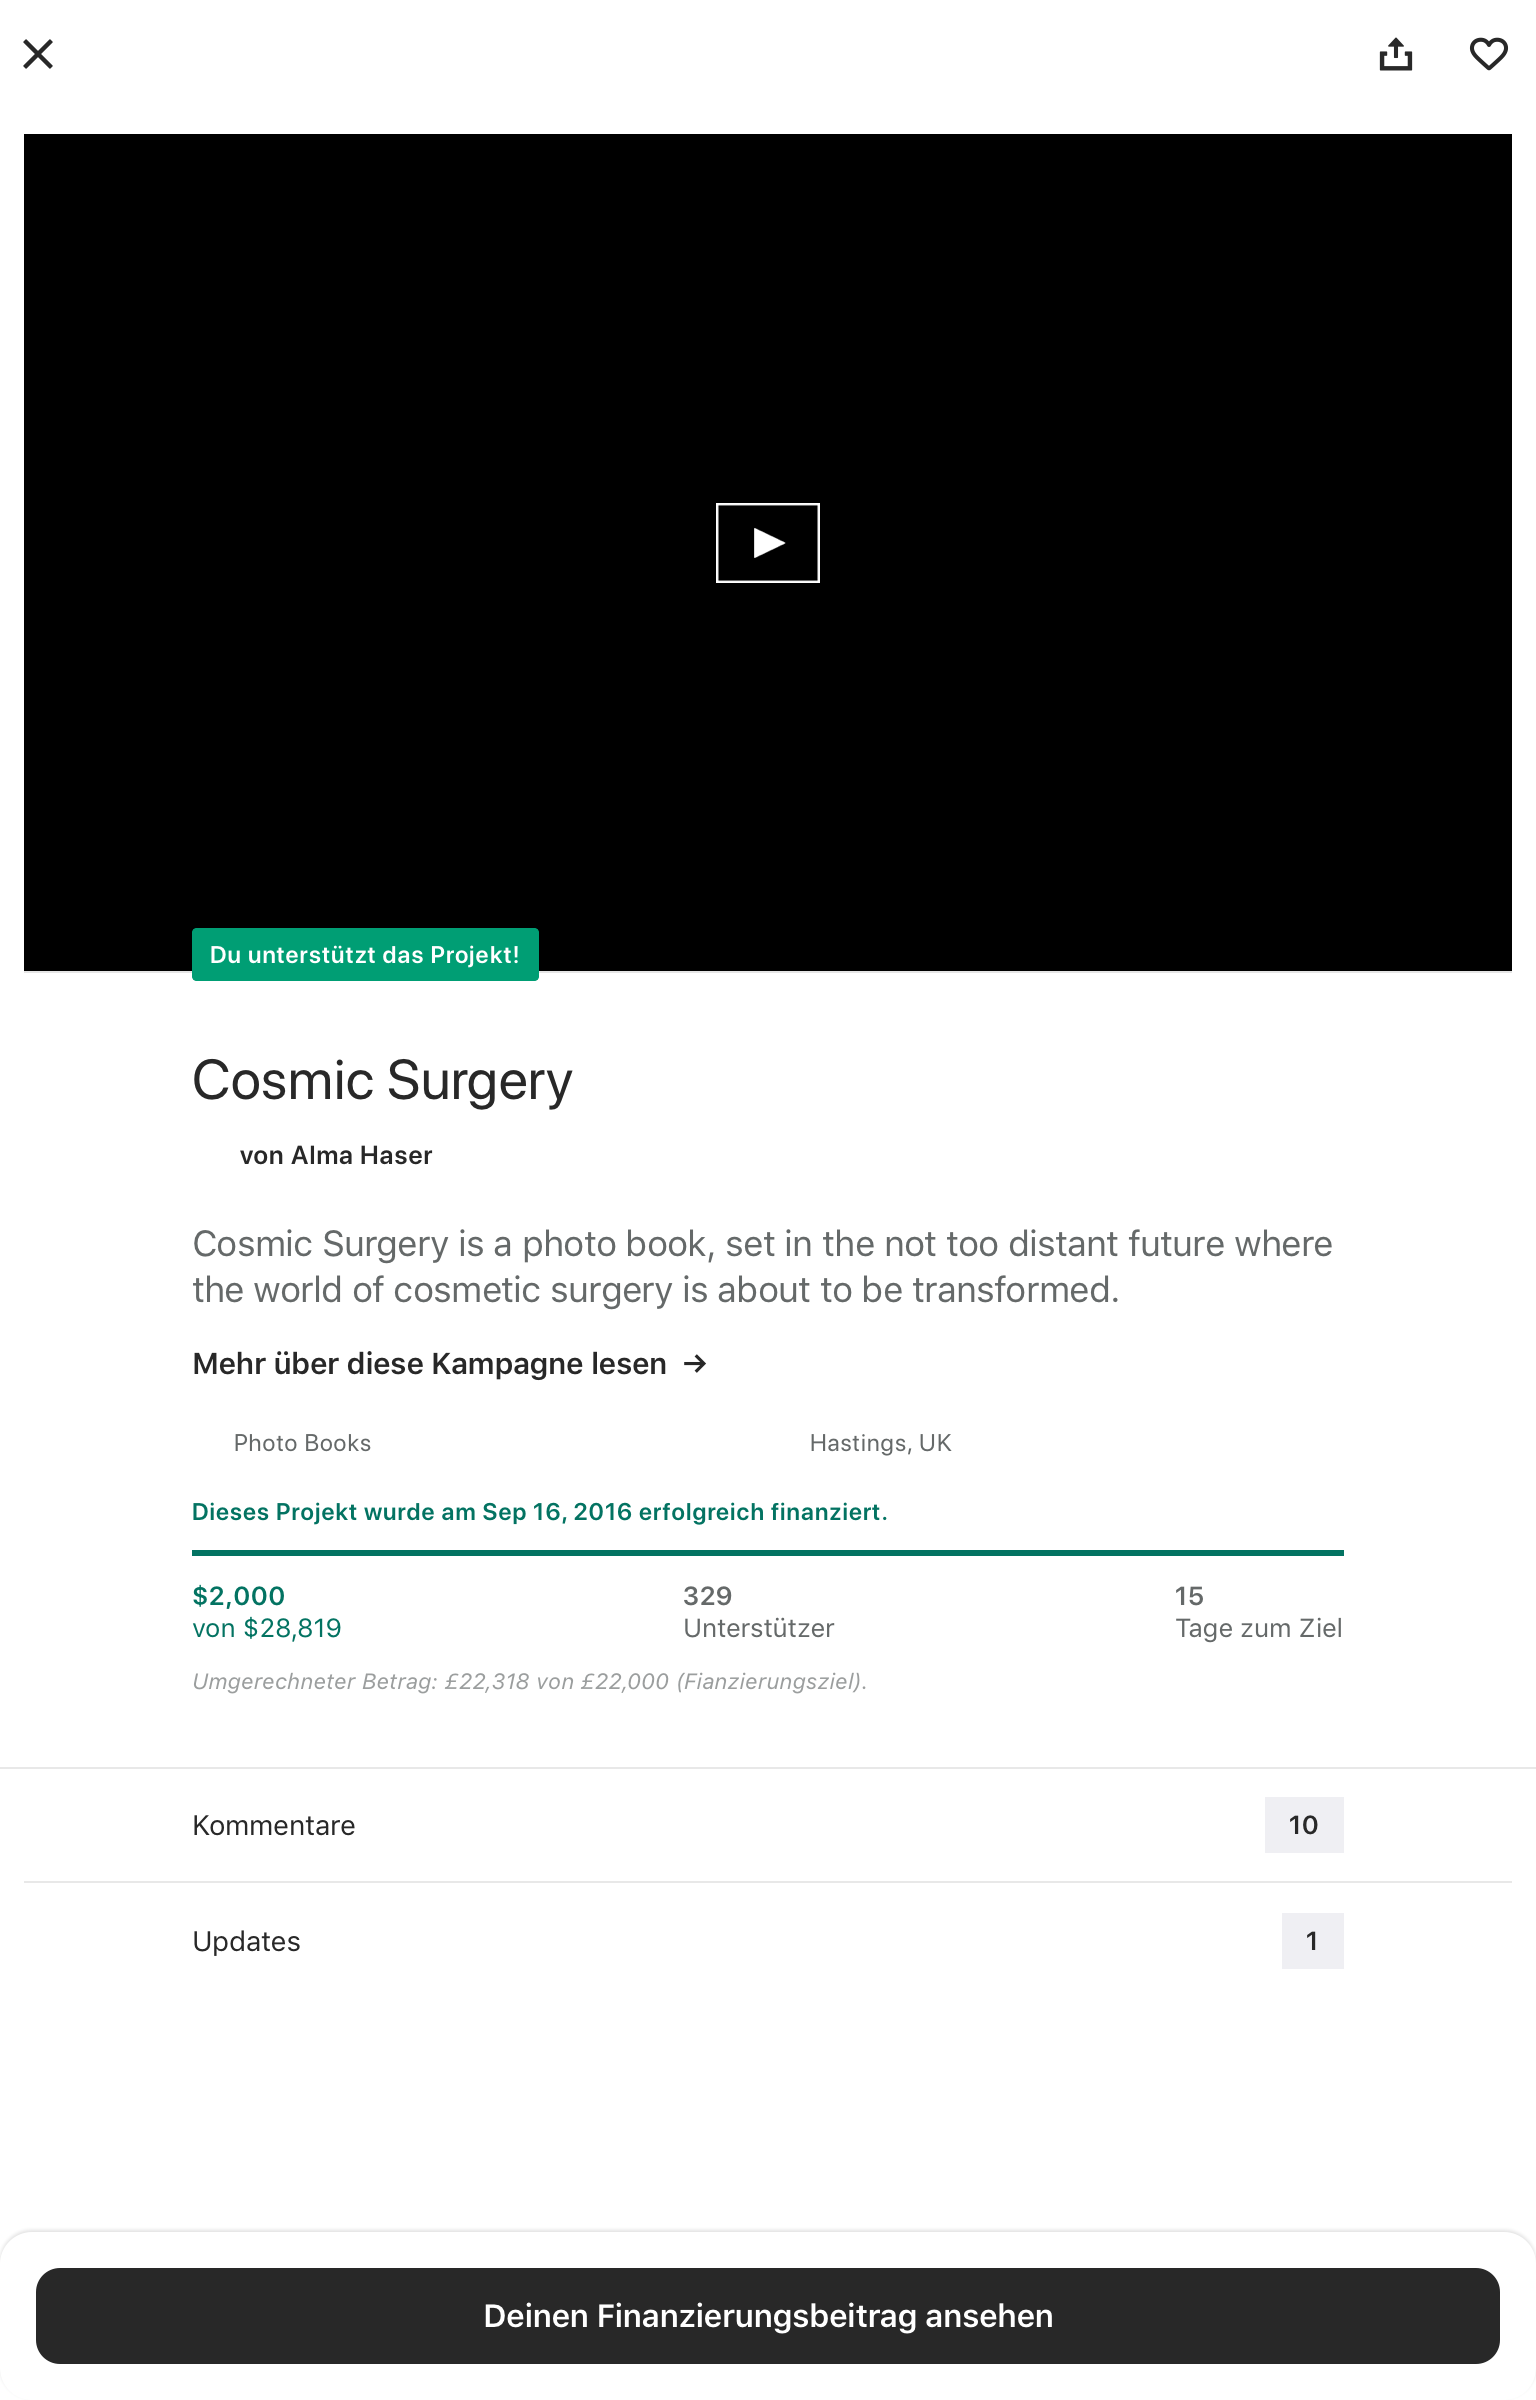 Du unterstützt das Projekt!
Cosmic Surgery
von Alma Haser
Cosmic Surgery is a photo book, set in the not too distant future where
the world of cosmetic surgery is about to be transformed.
Mehr über diese Kampagne lesen →
Photo Books
Hastings, UK
Dieses Projekt wurde am Sep 16, 2016 erfolgreich finanziert.
$2,000
von $28,819
329
Unterstützer
15
Tage zum Ziel
Umgerechneter Betrag: £22,318 von £22,000 (Fianzierungsziel).
Kommentare
10
Updates
1
Deinen Finanzierungsbeitrag ansehen